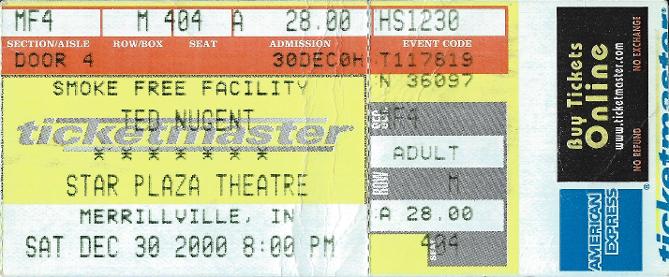 MF4 M 404 A 28.00 HS1230
SECTION/AISLE ROW/BOX SEAT ADMISSION EVENT CODE
DOOR 4 30DEC0H T117619
SMOKE FREE FACILITY N 36097
TED NUGENT
ticketmaster
*******
STAR PLAZA THEATRE
MERRILLVILLE, IN
SAT DEC 30 2000 8:00 PM
F4
ADULT
ROW
M
A 28.00
404
Buy Tickets
Online
www.ticketmaster.com
NO REFUND NO EXCHANGE
AMERICAN
EXPRESS
ticketmaster